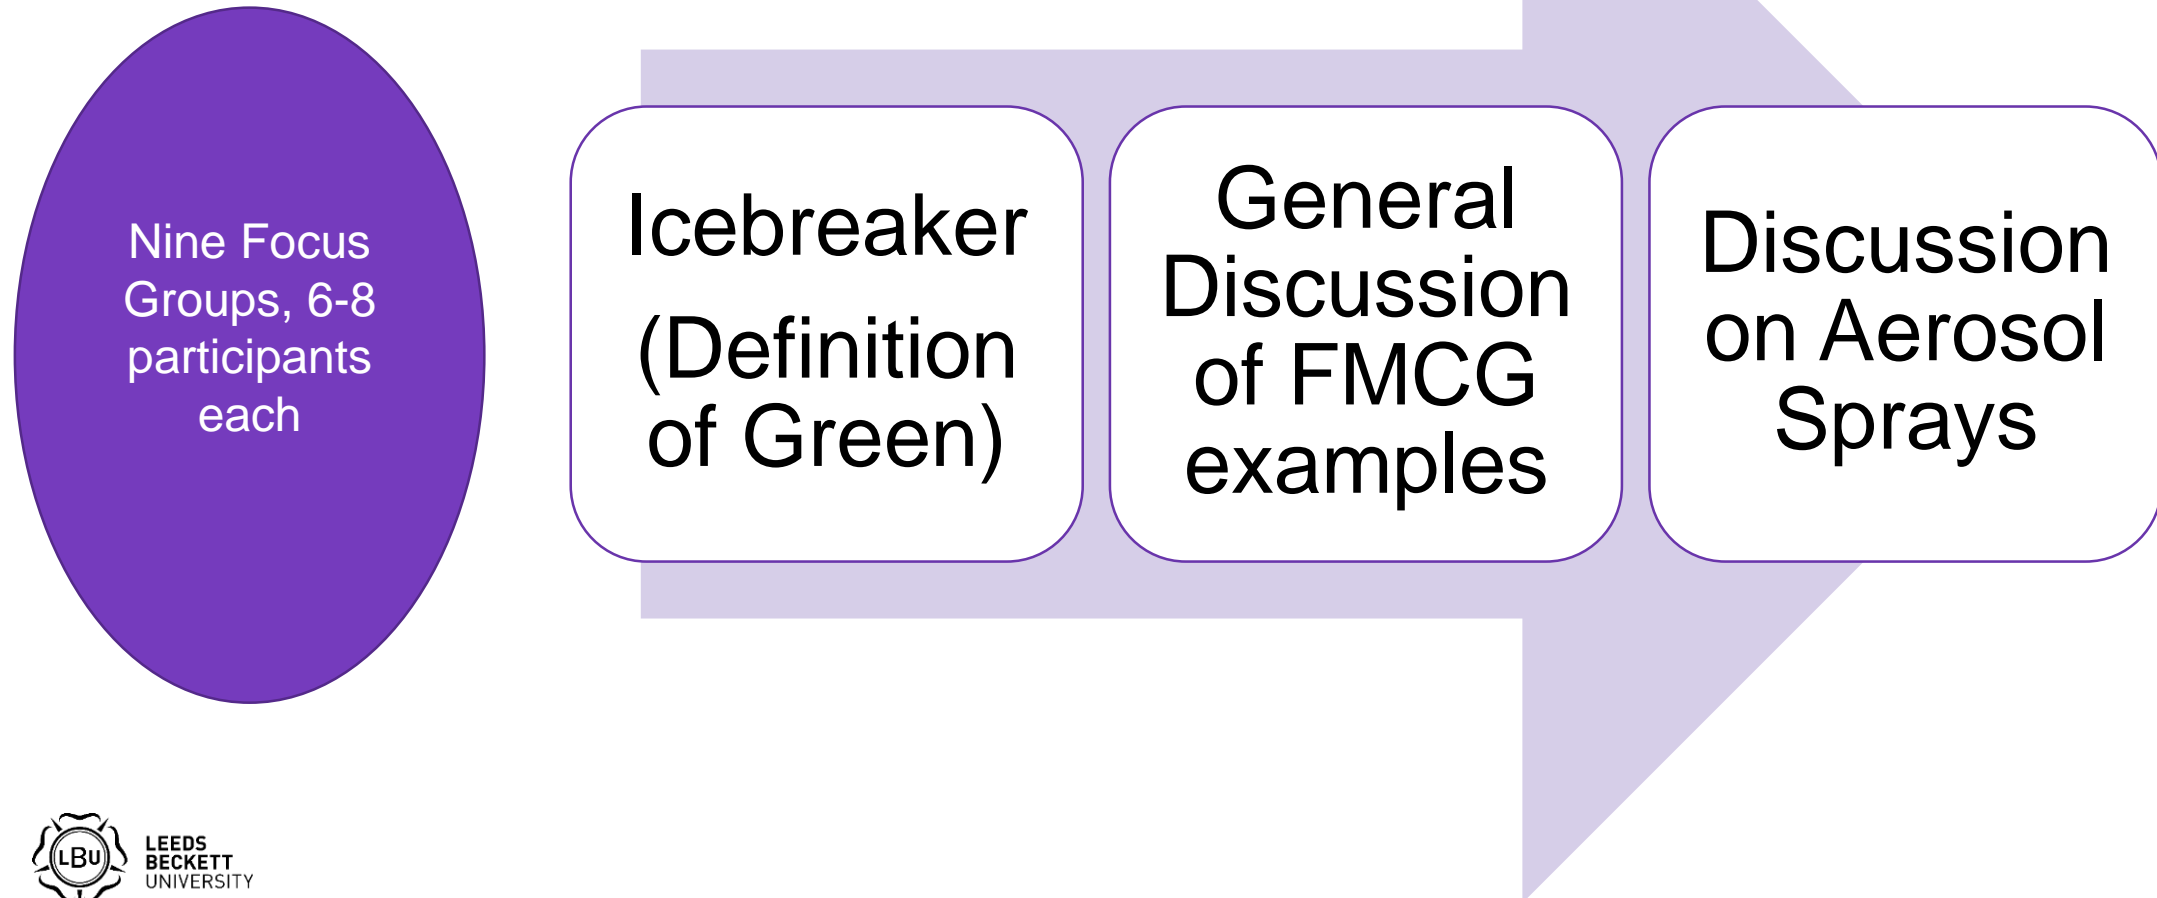 Nine Focus
Groups, 6-8
participants
each
Icebreaker
(Definition
of Green)
General
Discussion
of FMCG
examples
Discussion
on Aerosol
Sprays
LBU
LEEDS
BECKETT
UNIVERSITY